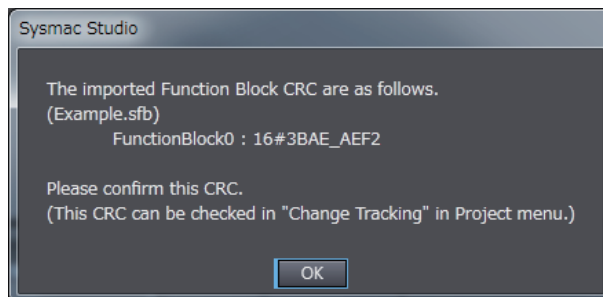 Sysmac Studio
The imported Function Block CRC are as follows.
(Example.sfb)
FunctionBlock0 : 16#3BAE_AEF2
Please confirm this CRC.
(This CRC can be checked in "Change Tracking" in Project menu.)
OK